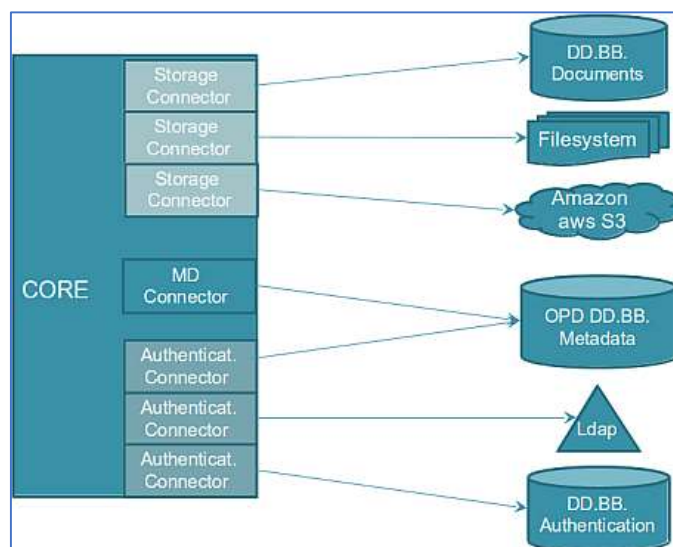 CORE
Storage
Connector
Storage
Connector
Storage
Connector
MD
Connector
Authenticat.
Connector
Authenticat.
Connector
Authenticat.
Connector
DD.BB.
Documents
Filesystem
Amazon
aws S3
OPD DD.BB.
Metadata
Ldap
DD.BB.
Authentication